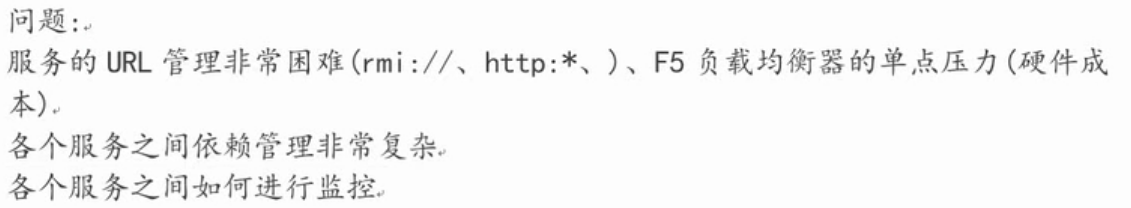 问题:
服务的 URL 管理非常困难(rmi://、http:*、)、F5 负载均衡器的单点压力(硬件成
本)
各个服务之间依赖管理非常复杂
各个服务之间如何进行监控